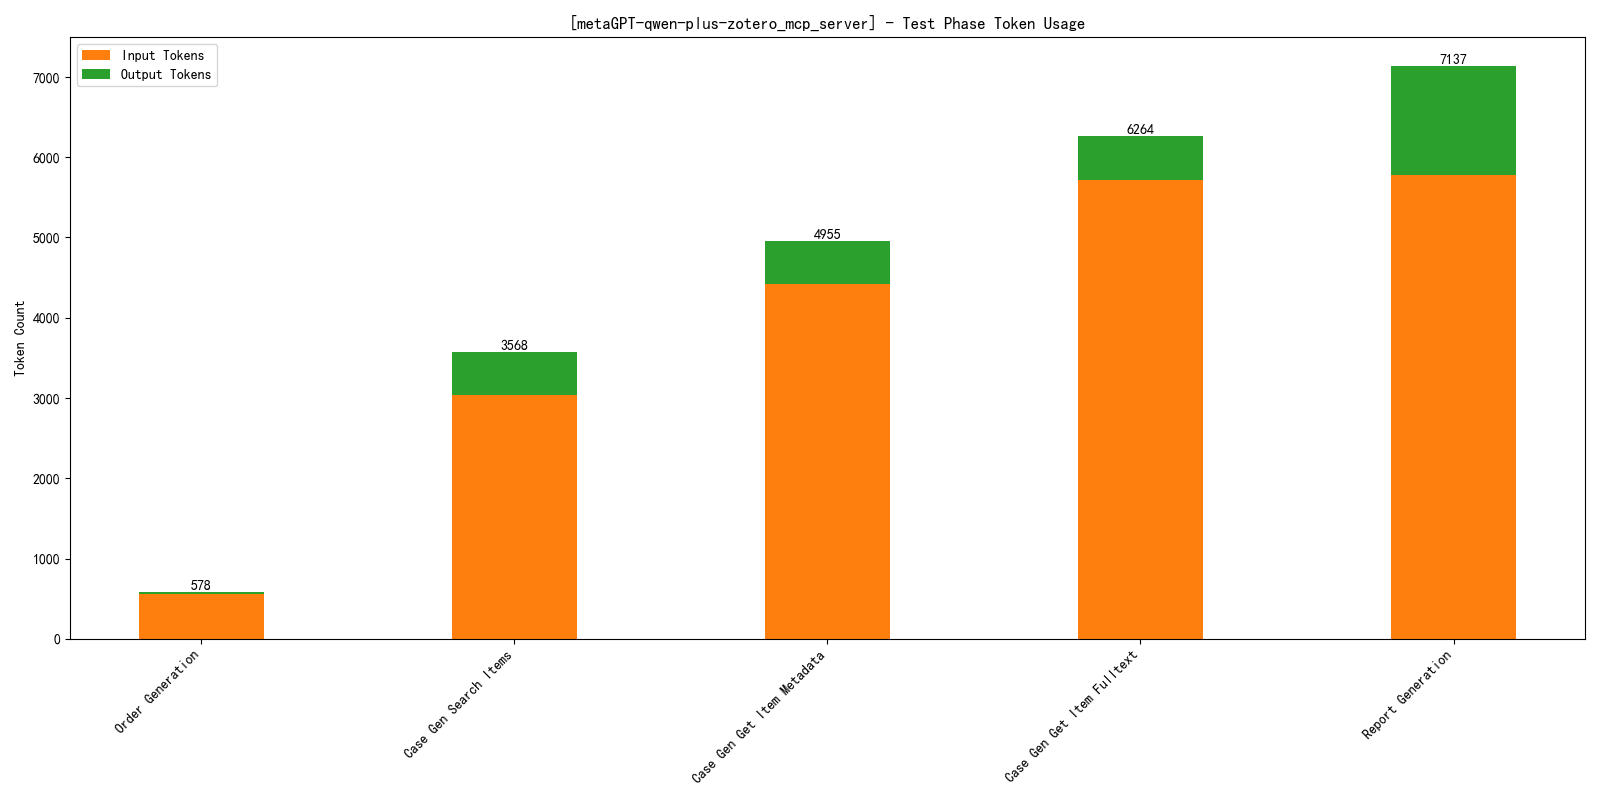 [metaGPT-qwen-plus-zotero_mcp_server] - Test Phase Token Usage
Input Tokens
Output Tokens
7137
6264
4955
3568
578
Token Count
7000
6000
5000
4000
3000
2000
1000
0
Order Generation
Case Gen Search Items
Case Gen Get Item Metadata
Case Gen Get Item Fulltext
Report Generation